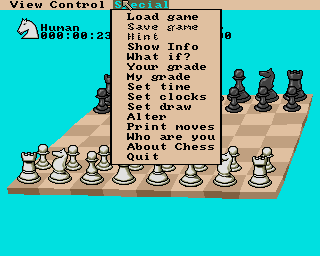 View Control Special
Human
000:00:23
0
Load game
Save game
Hint
Show Info
What if?
Your grade
My grade
Set time
Set clocks
Set draw
Alter
Print moves
Who are you
About Chess
Quit